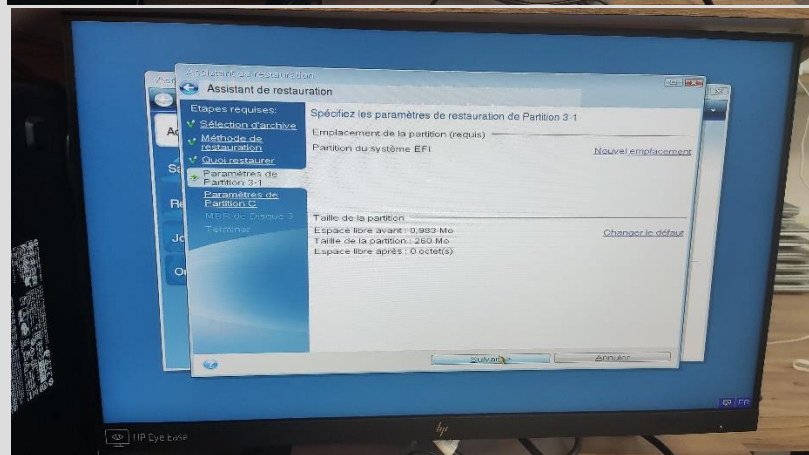 Assistant de restauration
Assistant de restauration
Etapes requises:
Sélection d'archive
Méthode de
restauration
Quoi restaurer
Paramètres de
Partition 3-1
Paramètres de
Partition C
MBR de Disque 3
Terminer
Spécifiez les paramètres de restauration de Partition 3-1
Emplacement de la partition (requis)
Partition du système EFI
Nouvel emplacement
Taille de la partition
Espace libre avant : 0,983 Mo
Changer le défaut
Taille de la partition : 260 Mo
Espace libre après : 0 octet(s)
Suivant >
Annuler
FR
HP Eye Ease
hp